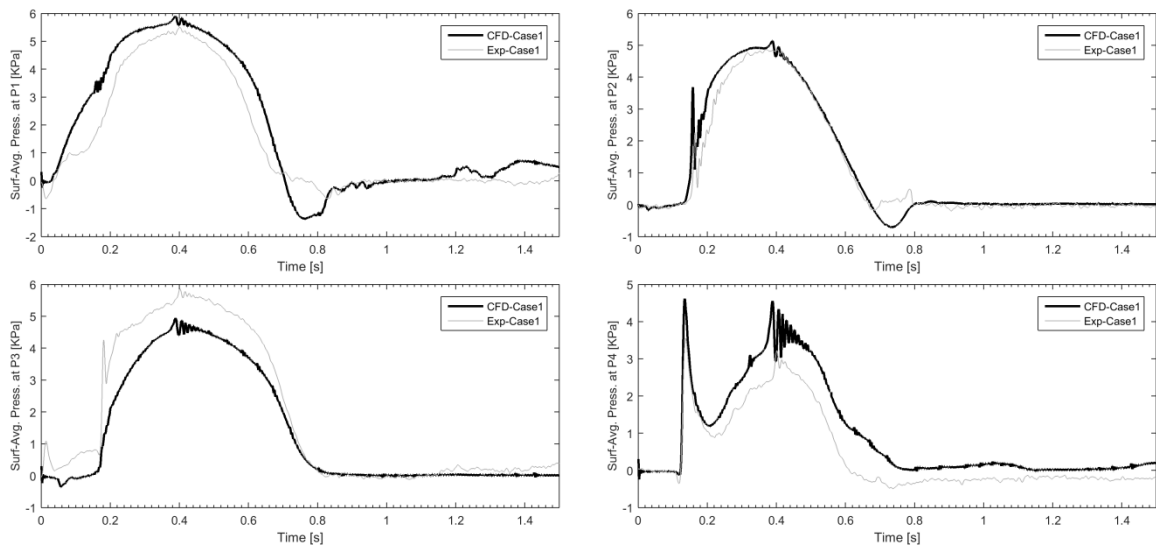 6
5
4
3
2
1
0
-1
-2
Surf-Avg. Press. at P1 [KPa]
CFD-Case1
Exp-Case1
0 0.2 0.4 0.6 0.8 1 1.2 1.4
Time [s]
6
5
4
3
2
1
0
-1
Surf-Avg. Press. at P2 [KPa]
CFD-Case1
Exp-Case1
0 0.2 0.4 0.6 0.8 1 1.2 1.4
Time [s]
6
5
4
3
2
1
0
-1
Surf-Avg. Press. at P3 [KPa]
CFD-Case1
Exp-Case1
0 0.2 0.4 0.6 0.8 1 1.2 1.4
Time [s]
5
4
3
2
1
0
-1
Surf-Avg. Press. at P4 [KPa]
CFD-Case1
Exp-Case1
0 0.2 0.4 0.6 0.8 1 1.2 1.4
Time [s]